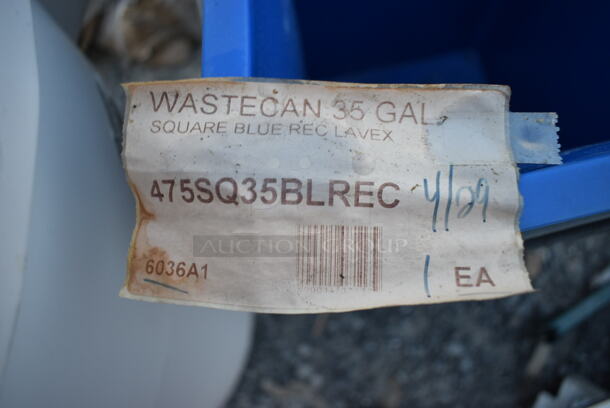 WASTECAN 35 GAL
SQUARE BLUE REC LAVEX
475SQ35BLREC 4/29
AUCTION GROUP
6036A1 1 EA